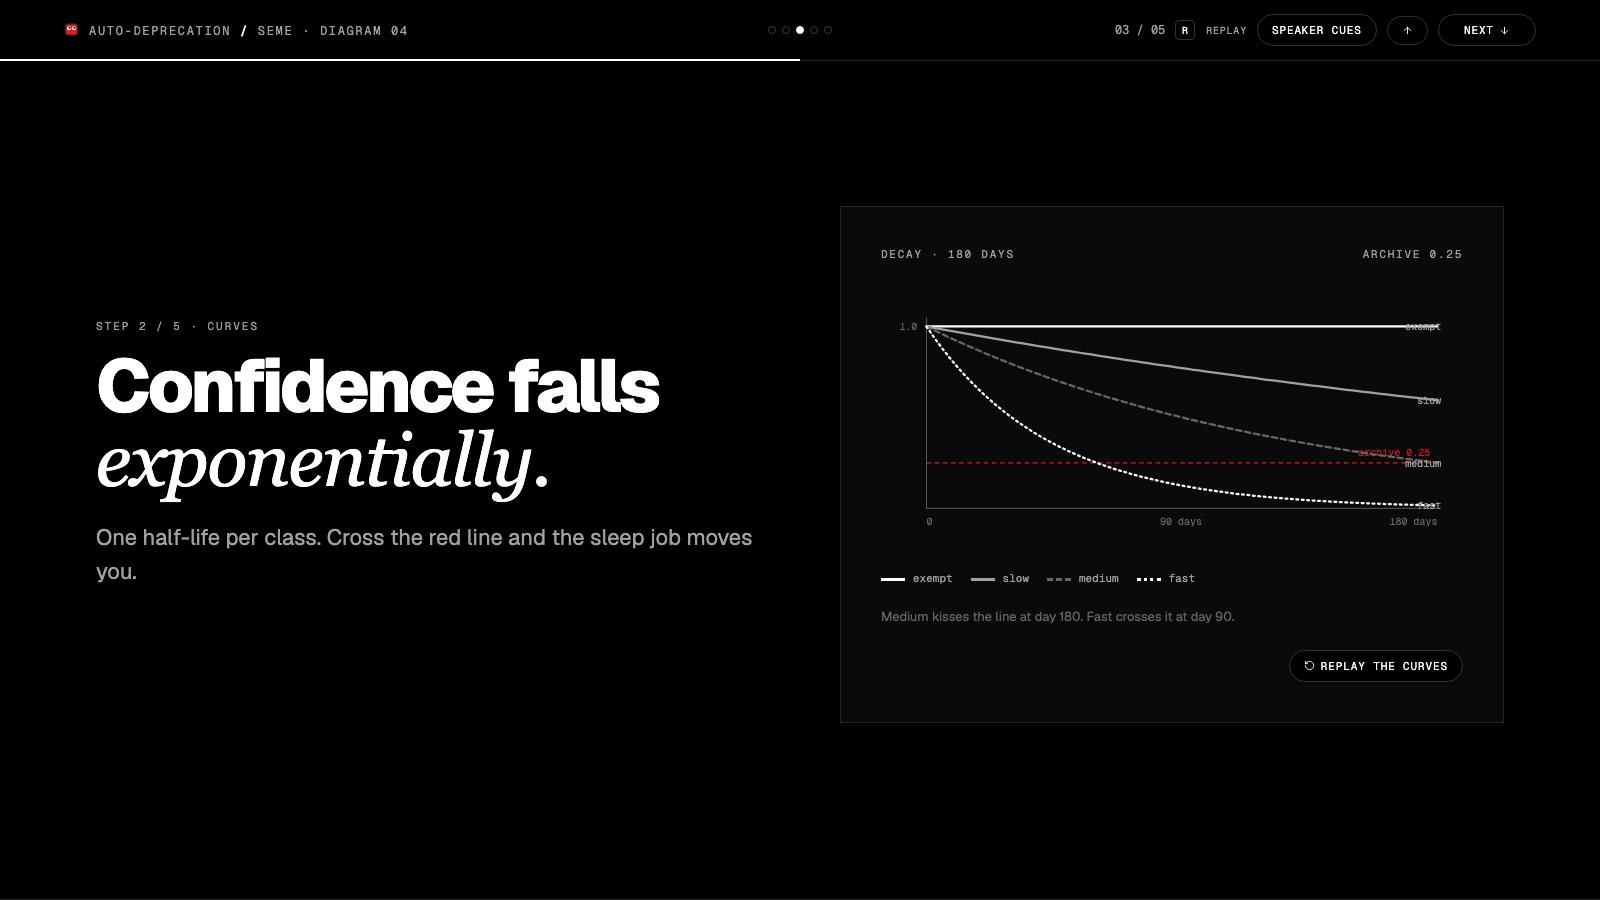 AUTO-DEPRECATION / SEME · DIAGRAM 04
03 / 05 R REPLAY SPEAKER CUES ↑ NEXT ↓
STEP 2 / 5 · CURVES
Confidence falls
exponentially.
One half-life per class. Cross the red line and the sleep job moves
you.
DECAY · 180 DAYS ARCHIVE 0.25
1.0
exempt
slow
archive 0.25
medium
fast
0 90 days 180 days
exempt slow medium fast
Medium kisses the line at day 180. Fast crosses it at day 90.
REPLAY THE CURVES